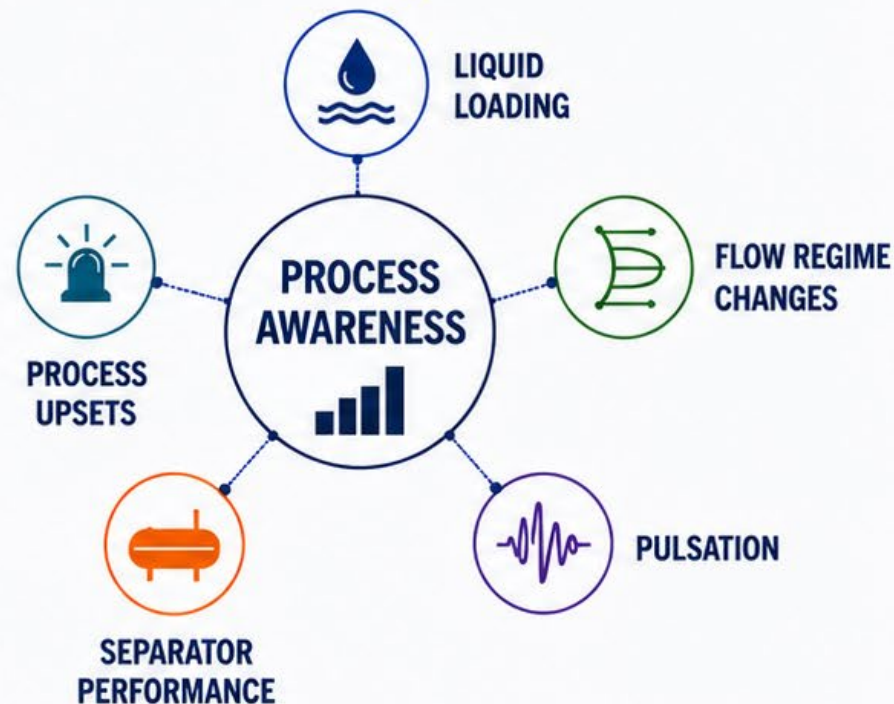 LIQUID
LOADING
FLOW REGIME
CHANGES
PROCESS
AWARENESS
PROCESS
UPSETS
PULSATION
SEPARATOR
PERFORMANCE